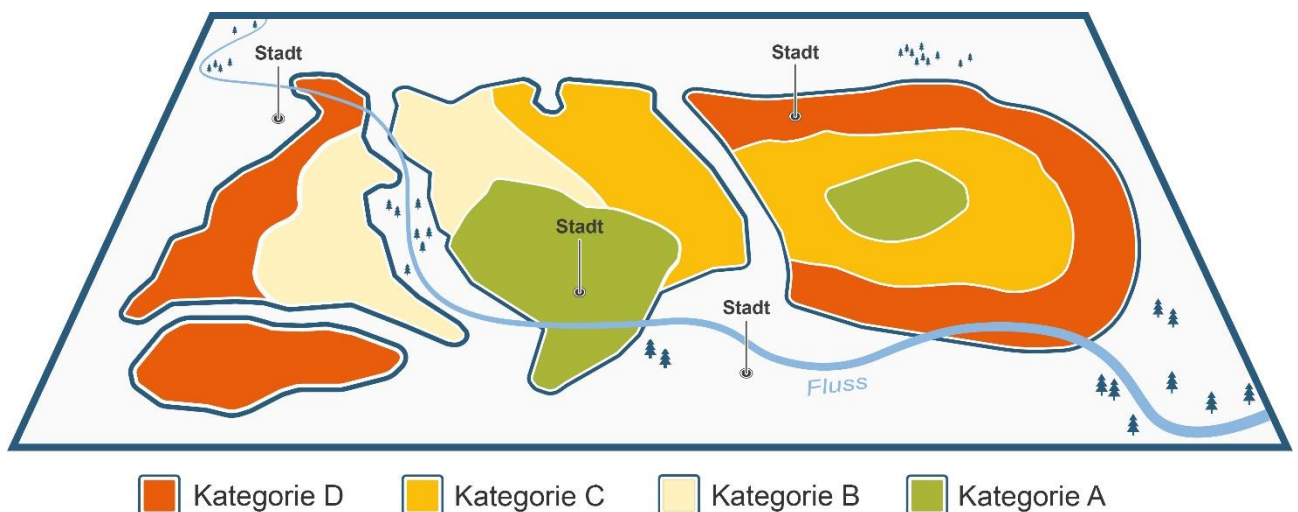 Stadt
Stadt
Stadt
Stadt
Fluss
Kategorie D
Kategorie C
Kategorie B
Kategorie A